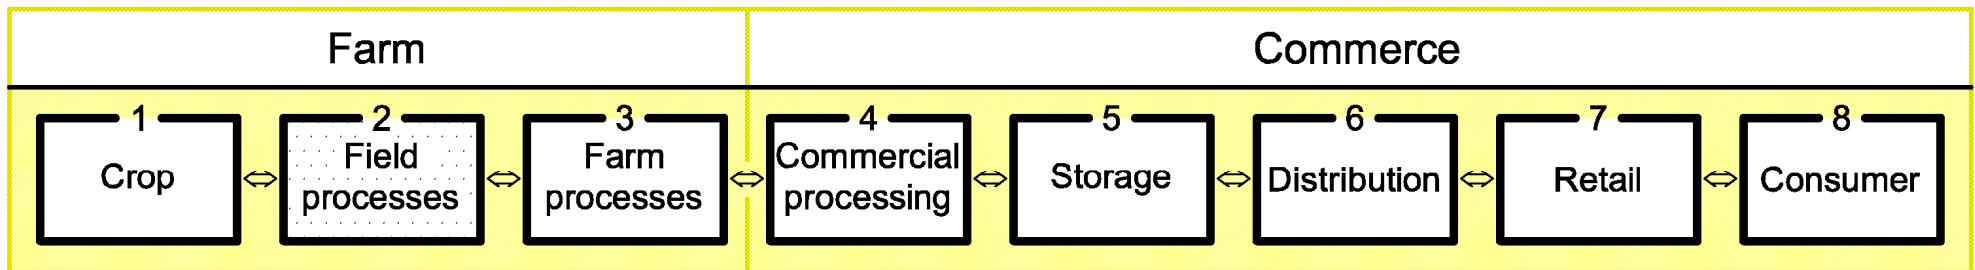 Farm
Commerce
1
Crop
2
Field
processes
3
Farm
processes
4
Commercial
processing
5
Storage
6
Distribution
7
Retail
8
Consumer